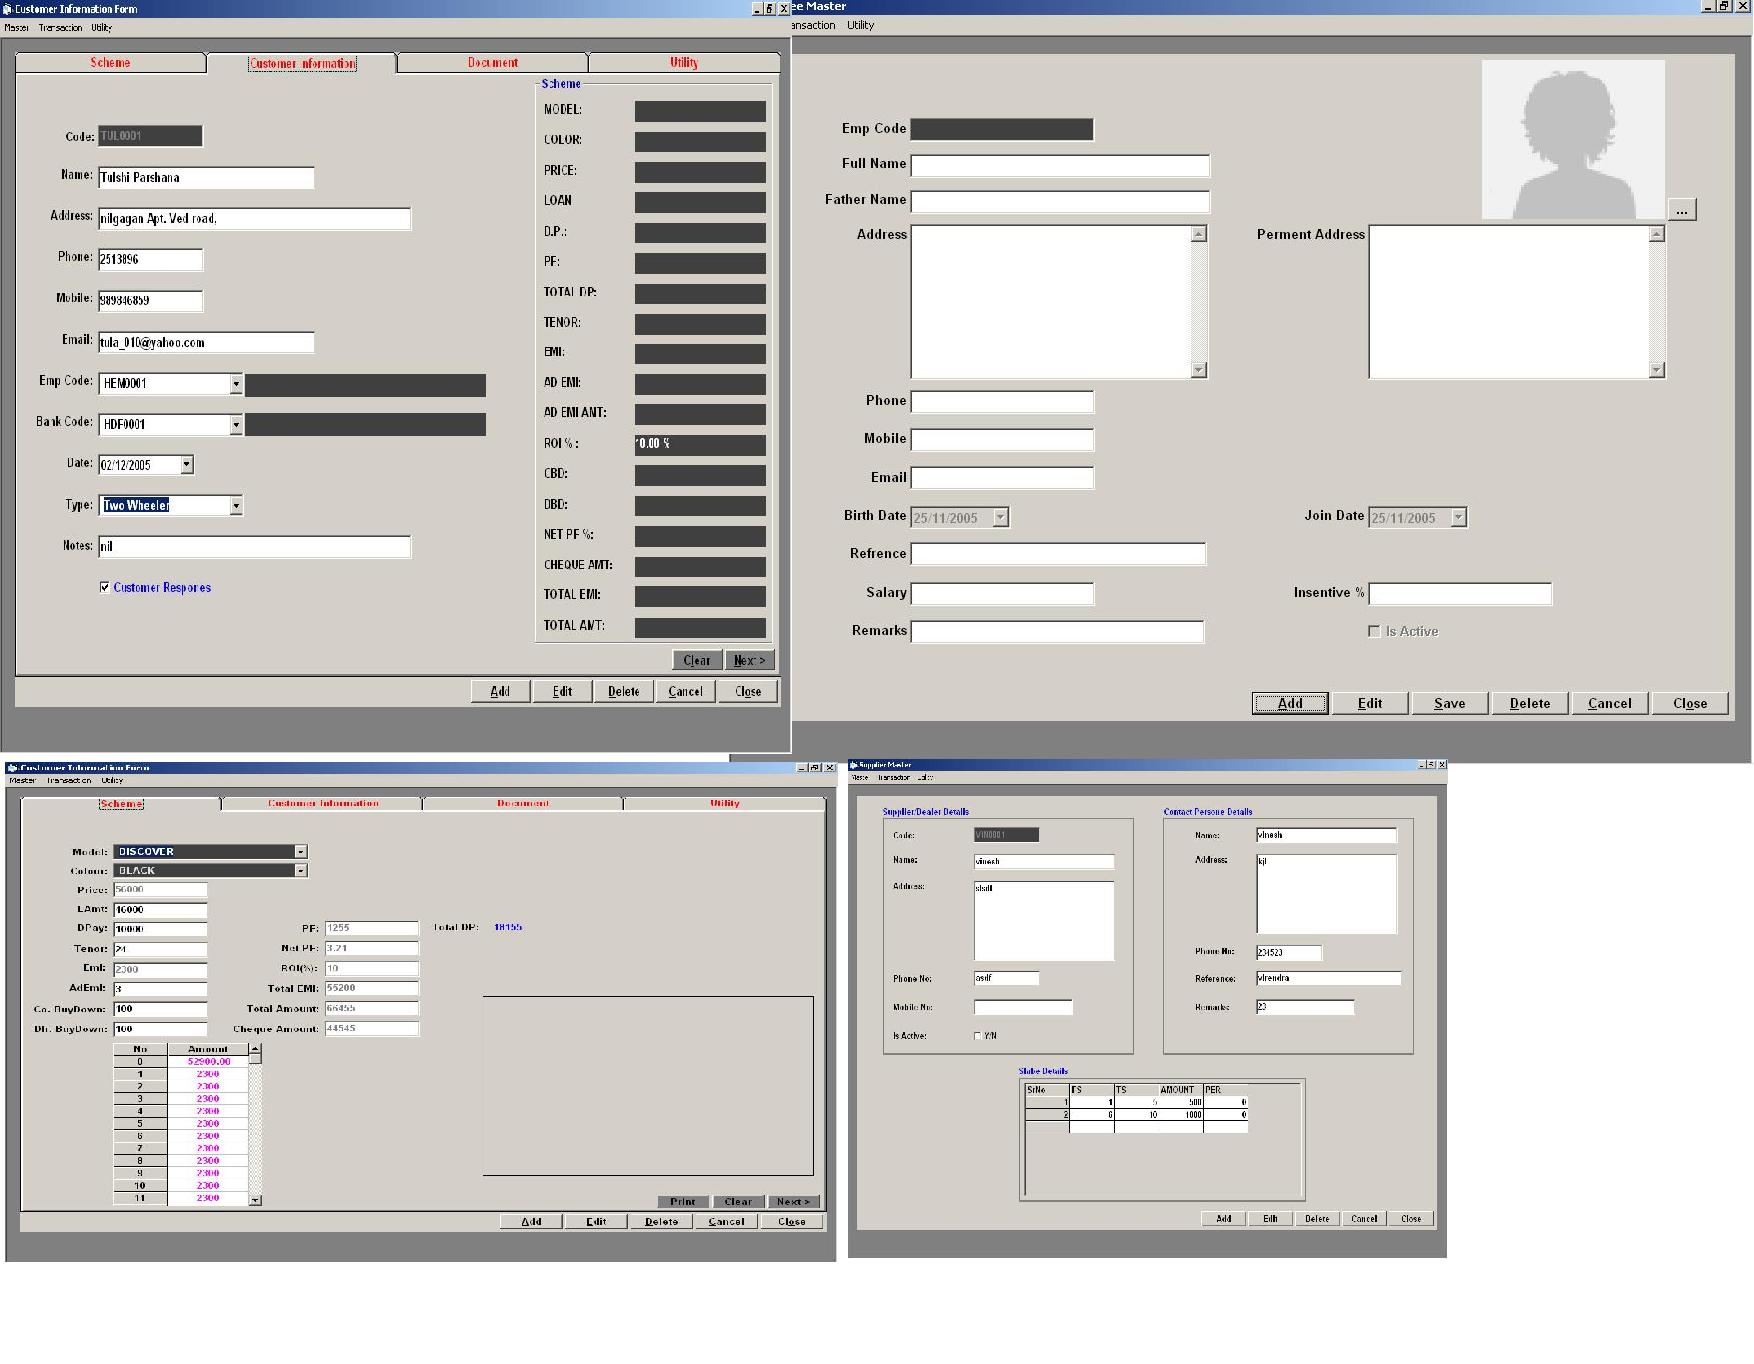 Customer Information Form
Master Transaction Utility
Scheme Customer Information Document Utility
Code: TUL0001
Name: Tulshi Parshana
Address: nilgagan Apt. Ved road,
Phone: 2513896
Mobile: 989846859
Email: tula_010@yahoo.com
Emp Code: HEM0001
Bank Code: HDF0001
Date: 02/12/2005
Type: Two Wheeler
Notes: nil
Customer Respones
Scheme
MODEL:
COLOR:
PRICE:
LOAN
D.P.:
PF:
TOTAL DP:
TENOR:
EMI:
AD EMI:
AD EMI AMT:
ROI % : 10.00 %
CBD:
DBD:
NET PF %:
CHEQUE AMT:
TOTAL EMI:
TOTAL AMT:
Clear Next >
Add Edit Delete Cancel Close
ee Master
ansaction Utility
Emp Code
Full Name
Father Name
...
Address Perment Address
Phone
Mobile
Email
Birth Date 25/11/2005 Join Date 25/11/2005
Refrence
Salary Insentive %
Remarks Is Active
Add Edit Save Delete Cancel Close
Customer Information Form
Master Transaction Utility
Scheme Customer Information Document Utility
Model: DISCOVER
Colour: BLACK
Price: 56000
LAmt: 46000
DPay: 10000 PF: 1255 Total DP: 18155
Tenor: 24 Net PF: 3.21
Emi: 2300 ROI(%): 10
AdEmi: 3 Total EMI: 55200
Co. BuyDown: 100 Total Amount: 66455
Dlr. BuyDown: 100 Cheque Amount: 44545
No Amount
0 52900.00
1 2300
2 2300
3 2300
4 2300
5 2300
6 2300
7 2300
8 2300
9 2300
10 2300
11 2300
Print Clear Next >
Add Edit Delete Cancel Close
Supplier Master
Master Transaction Utility
Supplier/Dealer Details
Code: VIN0001
Name: vinesh
Address:
Phone No: asdf
Mobile No:
Is Active: Y/N
Contact Persone Details
Name: vinesh
Address: kjl
Phone No: 234523
Reference: virendra
Remarks: 23
Slabe Details
SrNo FS TS AMOUNT PER
1 1 5 500 0
2 6 10 1000 0
Add Edit Delete Cancel Close